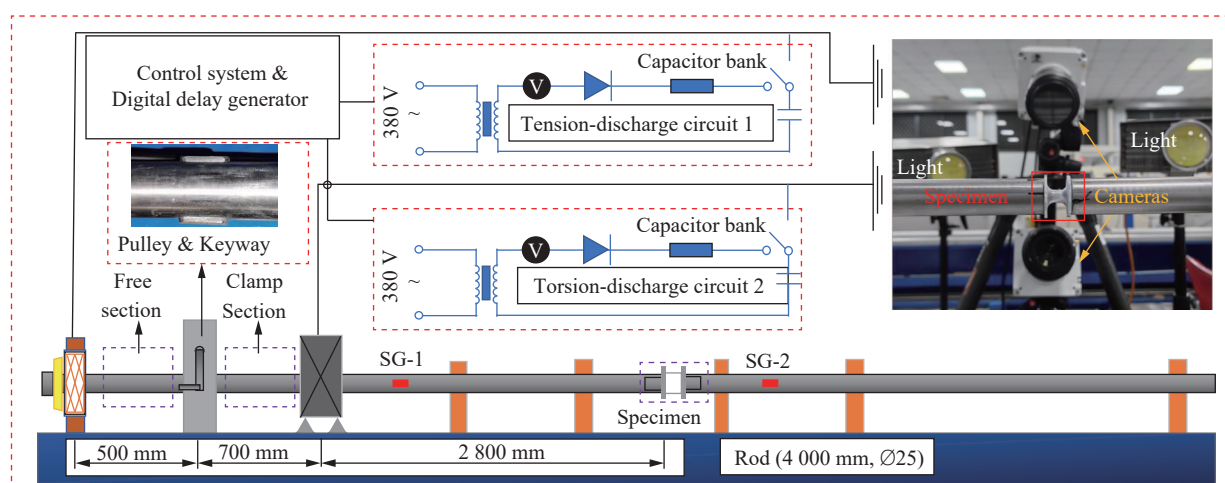 Control system &
Digital delay generator
Pulley & Keyway
Free
section
Clamp
Section
380 V
~
V
Capacitor bank
Tension-discharge circuit 1
380 V
~
V
Capacitor bank
Torsion-discharge circuit 2
Light
Light
Specimen
Cameras
SG-1
SG-2
Specimen
500 mm
700 mm
2 800 mm
Rod (4 000 mm, ∅25)